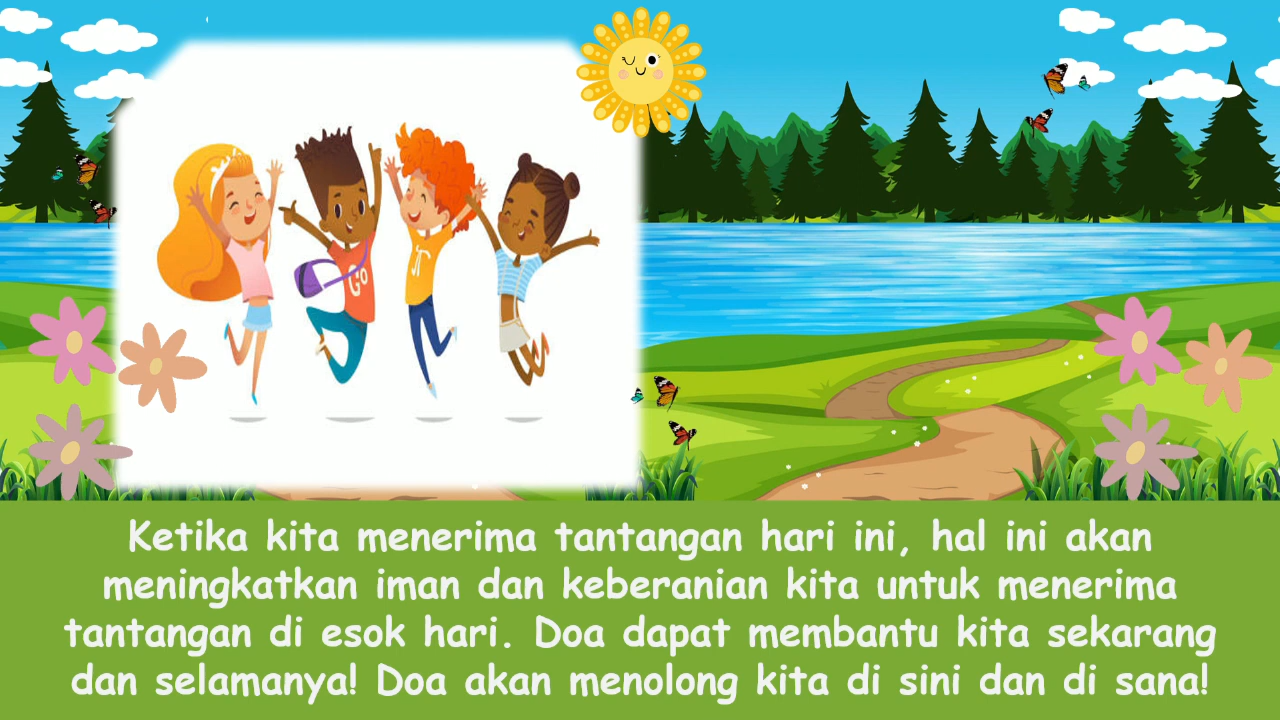 GO
Ketika kita menerima tantangan hari ini, hal ini akan
meningkatkan iman dan keberanian kita untuk menerima
tantangan di esok hari. Doa dapat membantu kita sekarang
dan selamanya! Doa akan menolong kita di sini dan di sana!